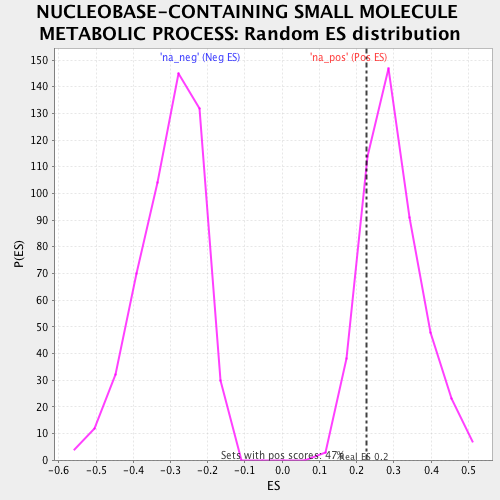 NUCLEOBASE-CONTAINING SMALL MOLECULE
METABOLIC PROCESS: Random ES distribution
'na_neg' (Neg ES) 'na_pos' (Pos ES)
150
140
130
120
110
100
90
80
70
60
50
40
30
20
10
0
P(ES)
Sets with pos scores: 47%
Real ES 0.2
-0.6 -0.5 -0.4 -0.3 -0.2 -0.1 0.0 0.1 0.2 0.3 0.4 0.5
ES